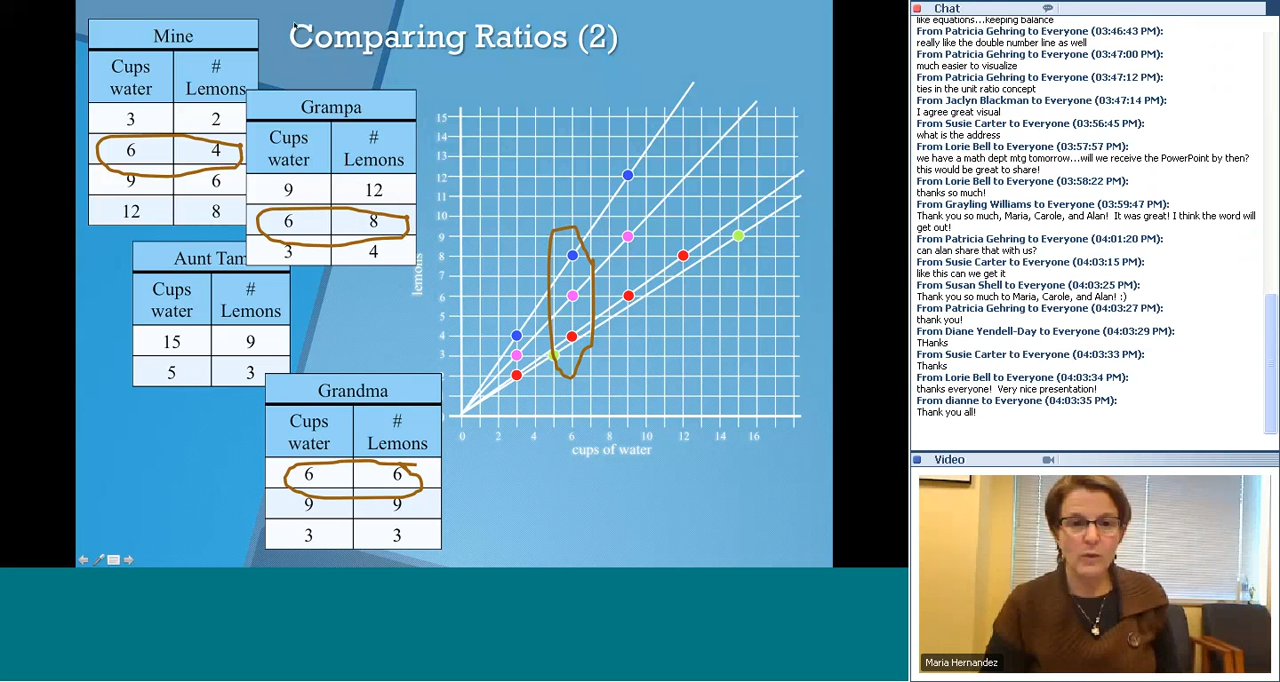 Comparing Ratios (2)
Mine
Cups water
# Lemons
3 2
6 4
9 6
12 8
Grampa
Cups water
# Lemons
9 12
6 8
3 4
Aunt Tam
Cups water
# Lemons
15 9
5 3
Grandma
Cups water
# Lemons
6 6
9 9
3 3
15
14
13
12
11
10
9
8
7
6
5
4
3
lemons
0 2 4 6 8 10 12 14 16
cups of water
Chat
like equations...keeping balance
From Patricia Gehring to Everyone (03:46:43 PM):
really like the double number line as well
From Patricia Gehring to Everyone (03:47:00 PM):
much easier to visualize
From Patricia Gehring to Everyone (03:47:12 PM):
ties in the unit ratio concept
From Jaclyn Blackman to Everyone (03:47:14 PM):
I agree great visual
From Susie Carter to Everyone (03:56:45 PM):
what is the address
From Lorie Bell to Everyone (03:57:57 PM):
we have a math dept mtg tomorrow...will we receive the PowerPoint by then?
this would be great to share!
From Lorie Bell to Everyone (03:58:22 PM):
thanks so much!
From Grayling Williams to Everyone (03:59:47 PM):
Thank you so much, Maria, Carole, and Alan! It was great! I think the word will
get out!
From Patricia Gehring to Everyone (04:01:20 PM):
can alan share that with us?
From Susie Carter to Everyone (04:03:15 PM):
like this can we get it
From Susan Shell to Everyone (04:03:25 PM):
Thank you so much to Maria, Carole, and Alan! :)
From Patricia Gehring to Everyone (04:03:27 PM):
thank you!
From Diane Yendell-Day to Everyone (04:03:29 PM):
THanks
From Susie Carter to Everyone (04:03:33 PM):
Thanks
From Lorie Bell to Everyone (04:03:34 PM):
thanks everyone! Very nice presentation!
From dianne to Everyone (04:03:35 PM):
Thank you all!
Video
Maria Hernandez